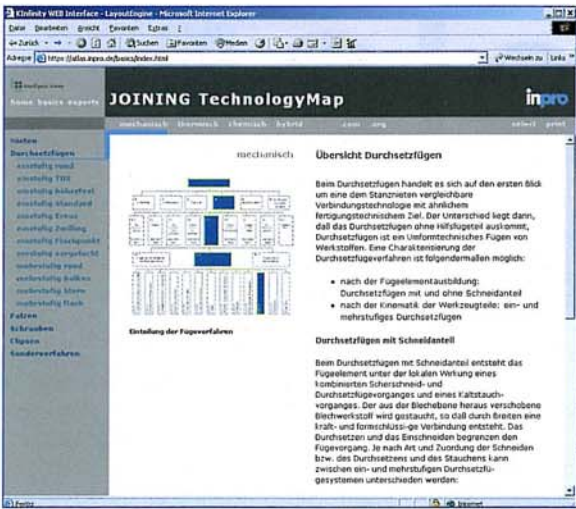 KInfinity WEB Interface - LayoutEngine - Microsoft Internet Explorer
Datei Bearbeiten Ansicht Favoriten Extras ?
Zurück Suchen Favoriten Medien
Adresse https://atlas.inpro.de/basics/index.html Wechseln zu Links
home basics experts
JOINING TechnologyMap
inpro
mechanisch thermisch chemisch hybrid
.com .org
select print
Nieten
Durchsetzfügen
einstufig rund
einstufig TOX
einstufig Standard
einstufig Kreuz
einstufig Zwilling
einstufig Flachpunkt
mehrstufig rund
mehrstufig Balken
mehrstufig Stern
mehrstufig flach
Falzen
Schrauben
Clipsen
Sonderverfahren
mechanisch
Einteilung der Fügeverfahren
Übersicht Durchsetzfügen
Beim Durchsetzfügen handelt es sich auf den ersten Blick
um eine dem Stanznieten vergleichbare
Verbindungstechnologie mit ähnlichem
fertigungstechnischem Ziel. Der Unterschied liegt darin,
daß das Durchsetzfügen ohne Hilfsfügeteil auskommt,
Durchsetzfügen ist ein Umformtechnisches Fügen von
Werkstoffen. Eine Charakterisierung der
Durchsetzfügeverfahren ist folgendermaßen möglich:
• nach der Fügeelementausbildung:
Durchsetzfügen mit und ohne Schneidanteil
• nach der Kinematik der Werkzeugteile: ein- und
mehrstufiges Durchsetzfügen
Durchsetzfügen mit Schneidanteil
Beim Durchsetzfügen mit Schneidanteil entsteht das
Fügeelement unter der lokalen Wirkung eines
kombinierten Scherschneid- und
Durchsetzfügevorganges und eines Kaltstauch-
vorganges. Der aus der Blechebene heraus verschobene
Blechwerkstoff wird gestaucht, so daß durch Breiten eine
kraft- und formschlüssi-ge Verbindung entsteht. Das
Durchsetzen und das Einschneiden begrenzen den
Fügevorgang. Je nach Art und Zuordung der Schneiden
bzw. des Durchsetzens und des Stauchens kann
zwischen ein- und mehrstufigen Durchsetzfü-
gesystemen unterschieden werden:
Fertig
Internet